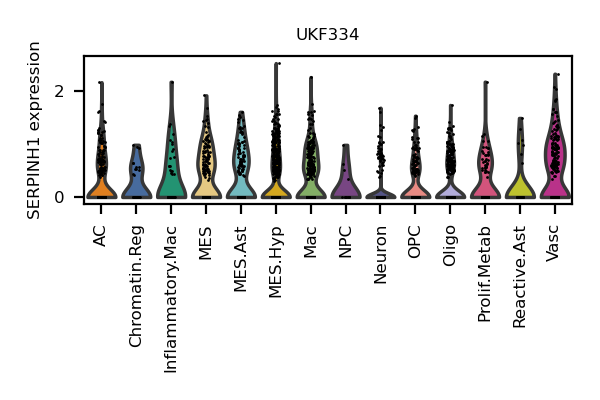 UKF334
SERPINH1 expression
2
0
AC
Chromatin.Reg
Inflammatory.Mac
MES
MES.Ast
MES.Hyp
Mac
NPC
Neuron
OPC
Oligo
Prolif.Metab
Reactive.Ast
Vasc